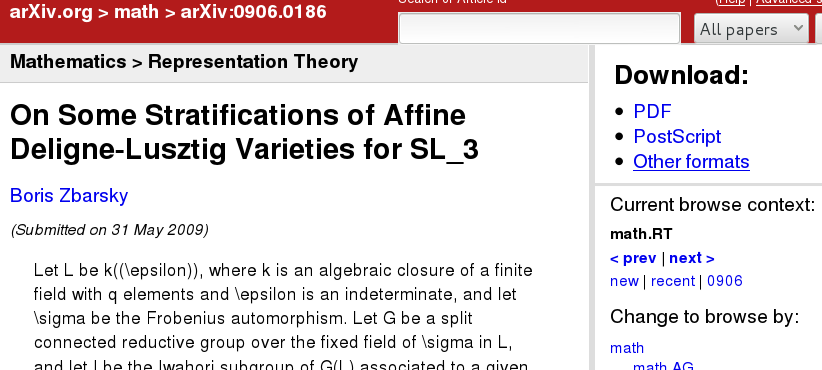 Search or Article-id
(Help | Advanced s
arXiv.org > math > arXiv:0906.0186
All papers
Mathematics > Representation Theory
On Some Stratifications of Affine
Deligne-Lusztig Varieties for SL_3
Boris Zbarsky
(Submitted on 31 May 2009)
Let L be k((\epsilon)), where k is an algebraic closure of a finite
field with q elements and \epsilon is an indeterminate, and let
\sigma be the Frobenius automorphism. Let G be a split
connected reductive group over the fixed field of \sigma in L,
and let I be the Iwahori subgroup of G(L) associated to a given
Download:
• PDF
• PostScript
• Other formats
Current browse context:
math.RT
< prev | next >
new | recent | 0906
Change to browse by:
math
math.AG